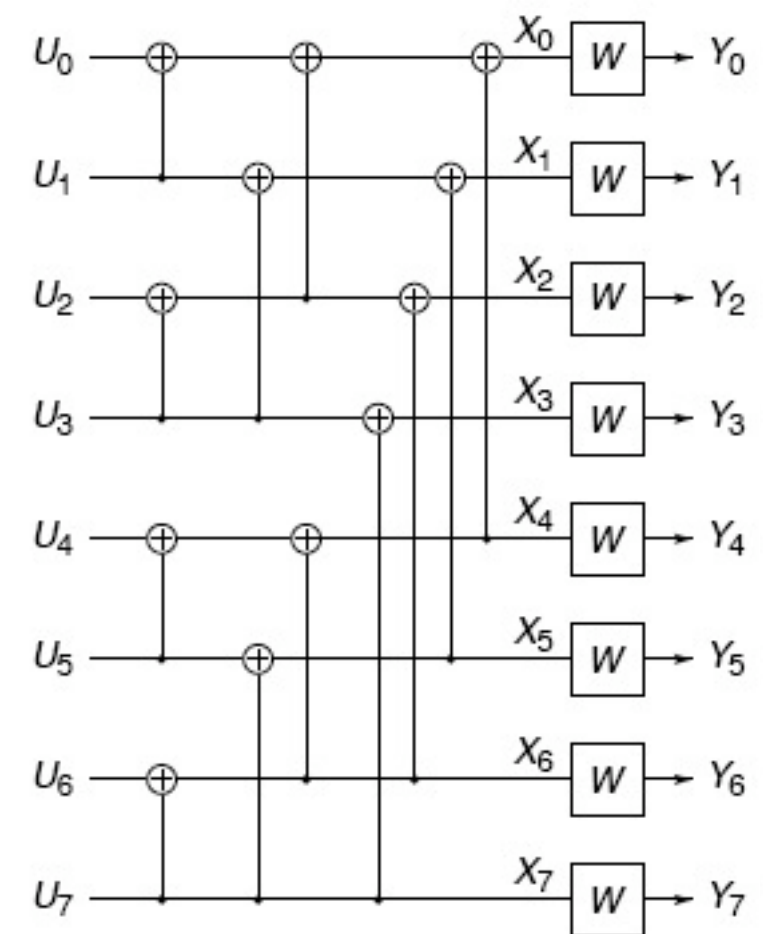 U₀ X₀ W Y₀
U₁ X₁ W Y₁
U₂ X₂ W Y₂
U₃ X₃ W Y₃
U₄ X₄ W Y₄
U₅ X₅ W Y₅
U₆ X₆ W Y₆
U₇ X₇ W Y₇